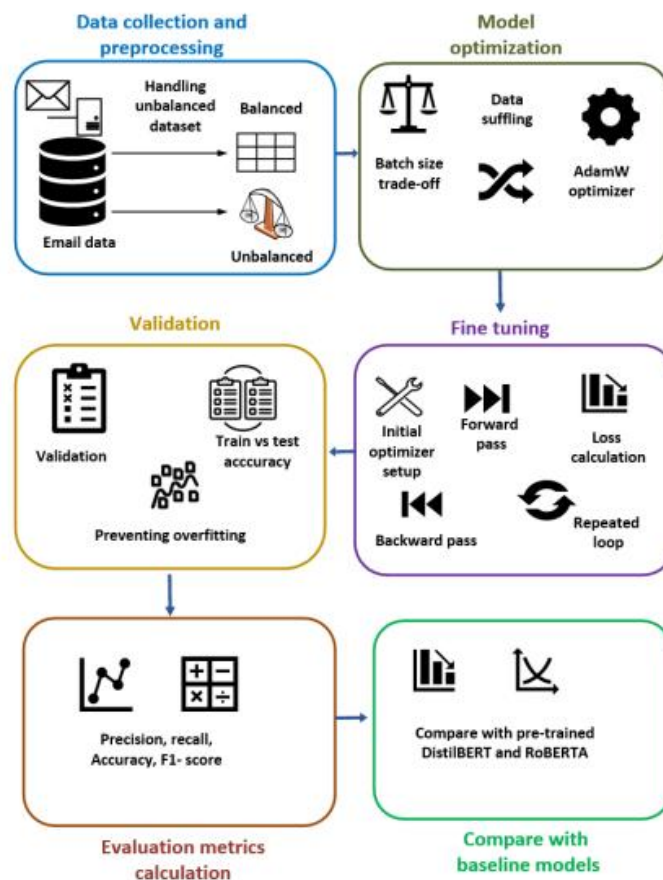 Data collection and
preprocessing
Handling
unbalanced
dataset
Balanced
Email data
Unbalanced
Model
optimization
Batch size
trade-off
Data
suffling
AdamW
optimizer
Validation
Validation
Train vs test
acccuracy
Preventing overfitting
Fine tuning
Initial
optimizer
setup
Forward
pass
Loss
calculation
Backward pass
Repeated
loop
Precision, recall,
Accuracy, F1- score
Evaluation metrics
calculation
Compare with pre-trained
DistilBERT and RoBERTA
Compare with
baseline models